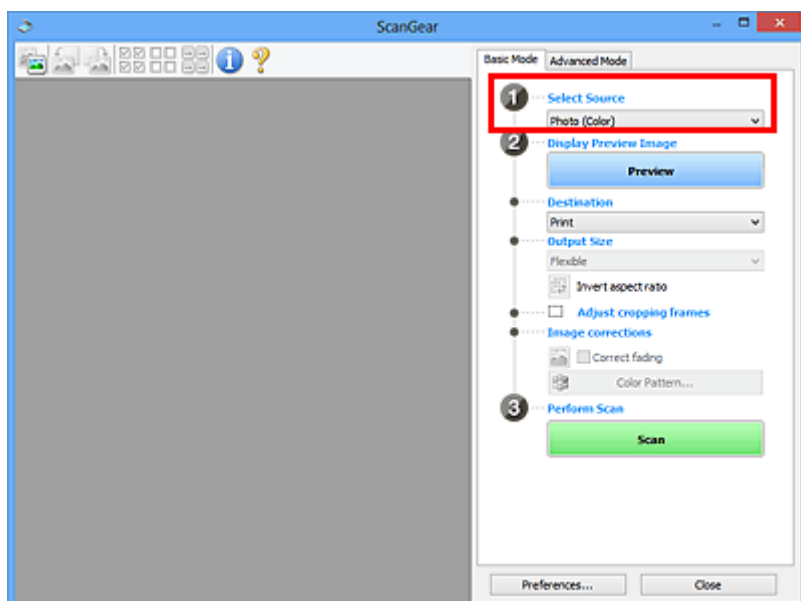 ScanGear
Basic Mode
Advanced Mode
1
Select Source
Photo (Color)
2
Display Preview Image
Preview
Destination
Print
Output Size
Flexible
Invert aspect ratio
Adjust cropping frames
Image corrections
Correct fading
Color Pattern...
3
Perform Scan
Scan
Preferences...
Close